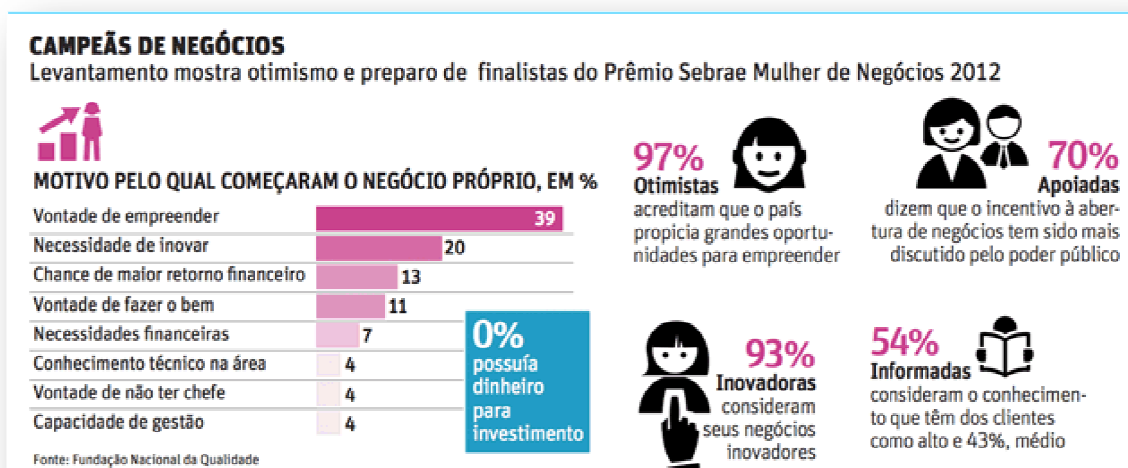 CAMPEÃS DE NEGÓCIOS
Levantamento mostra otimismo e preparo de finalistas do Prêmio Sebrae Mulher de Negócios 2012
MOTIVO PELO QUAL COMEÇARAM O NEGÓCIO PRÓPRIO, EM %
Vontade de empreender 39
Necessidade de inovar 20
Chance de maior retorno financeiro 13
Vontade de fazer o bem 11
Necessidades financeiras 7
Conhecimento técnico na área 4
Vontade de não ter chefe 4
Capacidade de gestão 4
0%
possuía
dinheiro
para
investimento
Fonte: Fundação Nacional da Qualidade
97%
Otimistas
acreditam que o país
propicia grandes oportu-
nidades para empreender
70%
Apoiadas
dizem que o incentivo à aber-
tura de negócios tem sido mais
discutido pelo poder público
93%
Inovadoras
consideram
seus negócios
inovadores
54%
Informadas
consideram o conhecimen-
to que têm dos clientes
como alto e 43%, médio